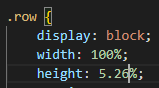 .row {
display: block;
width: 100%;
height: 5.26%;